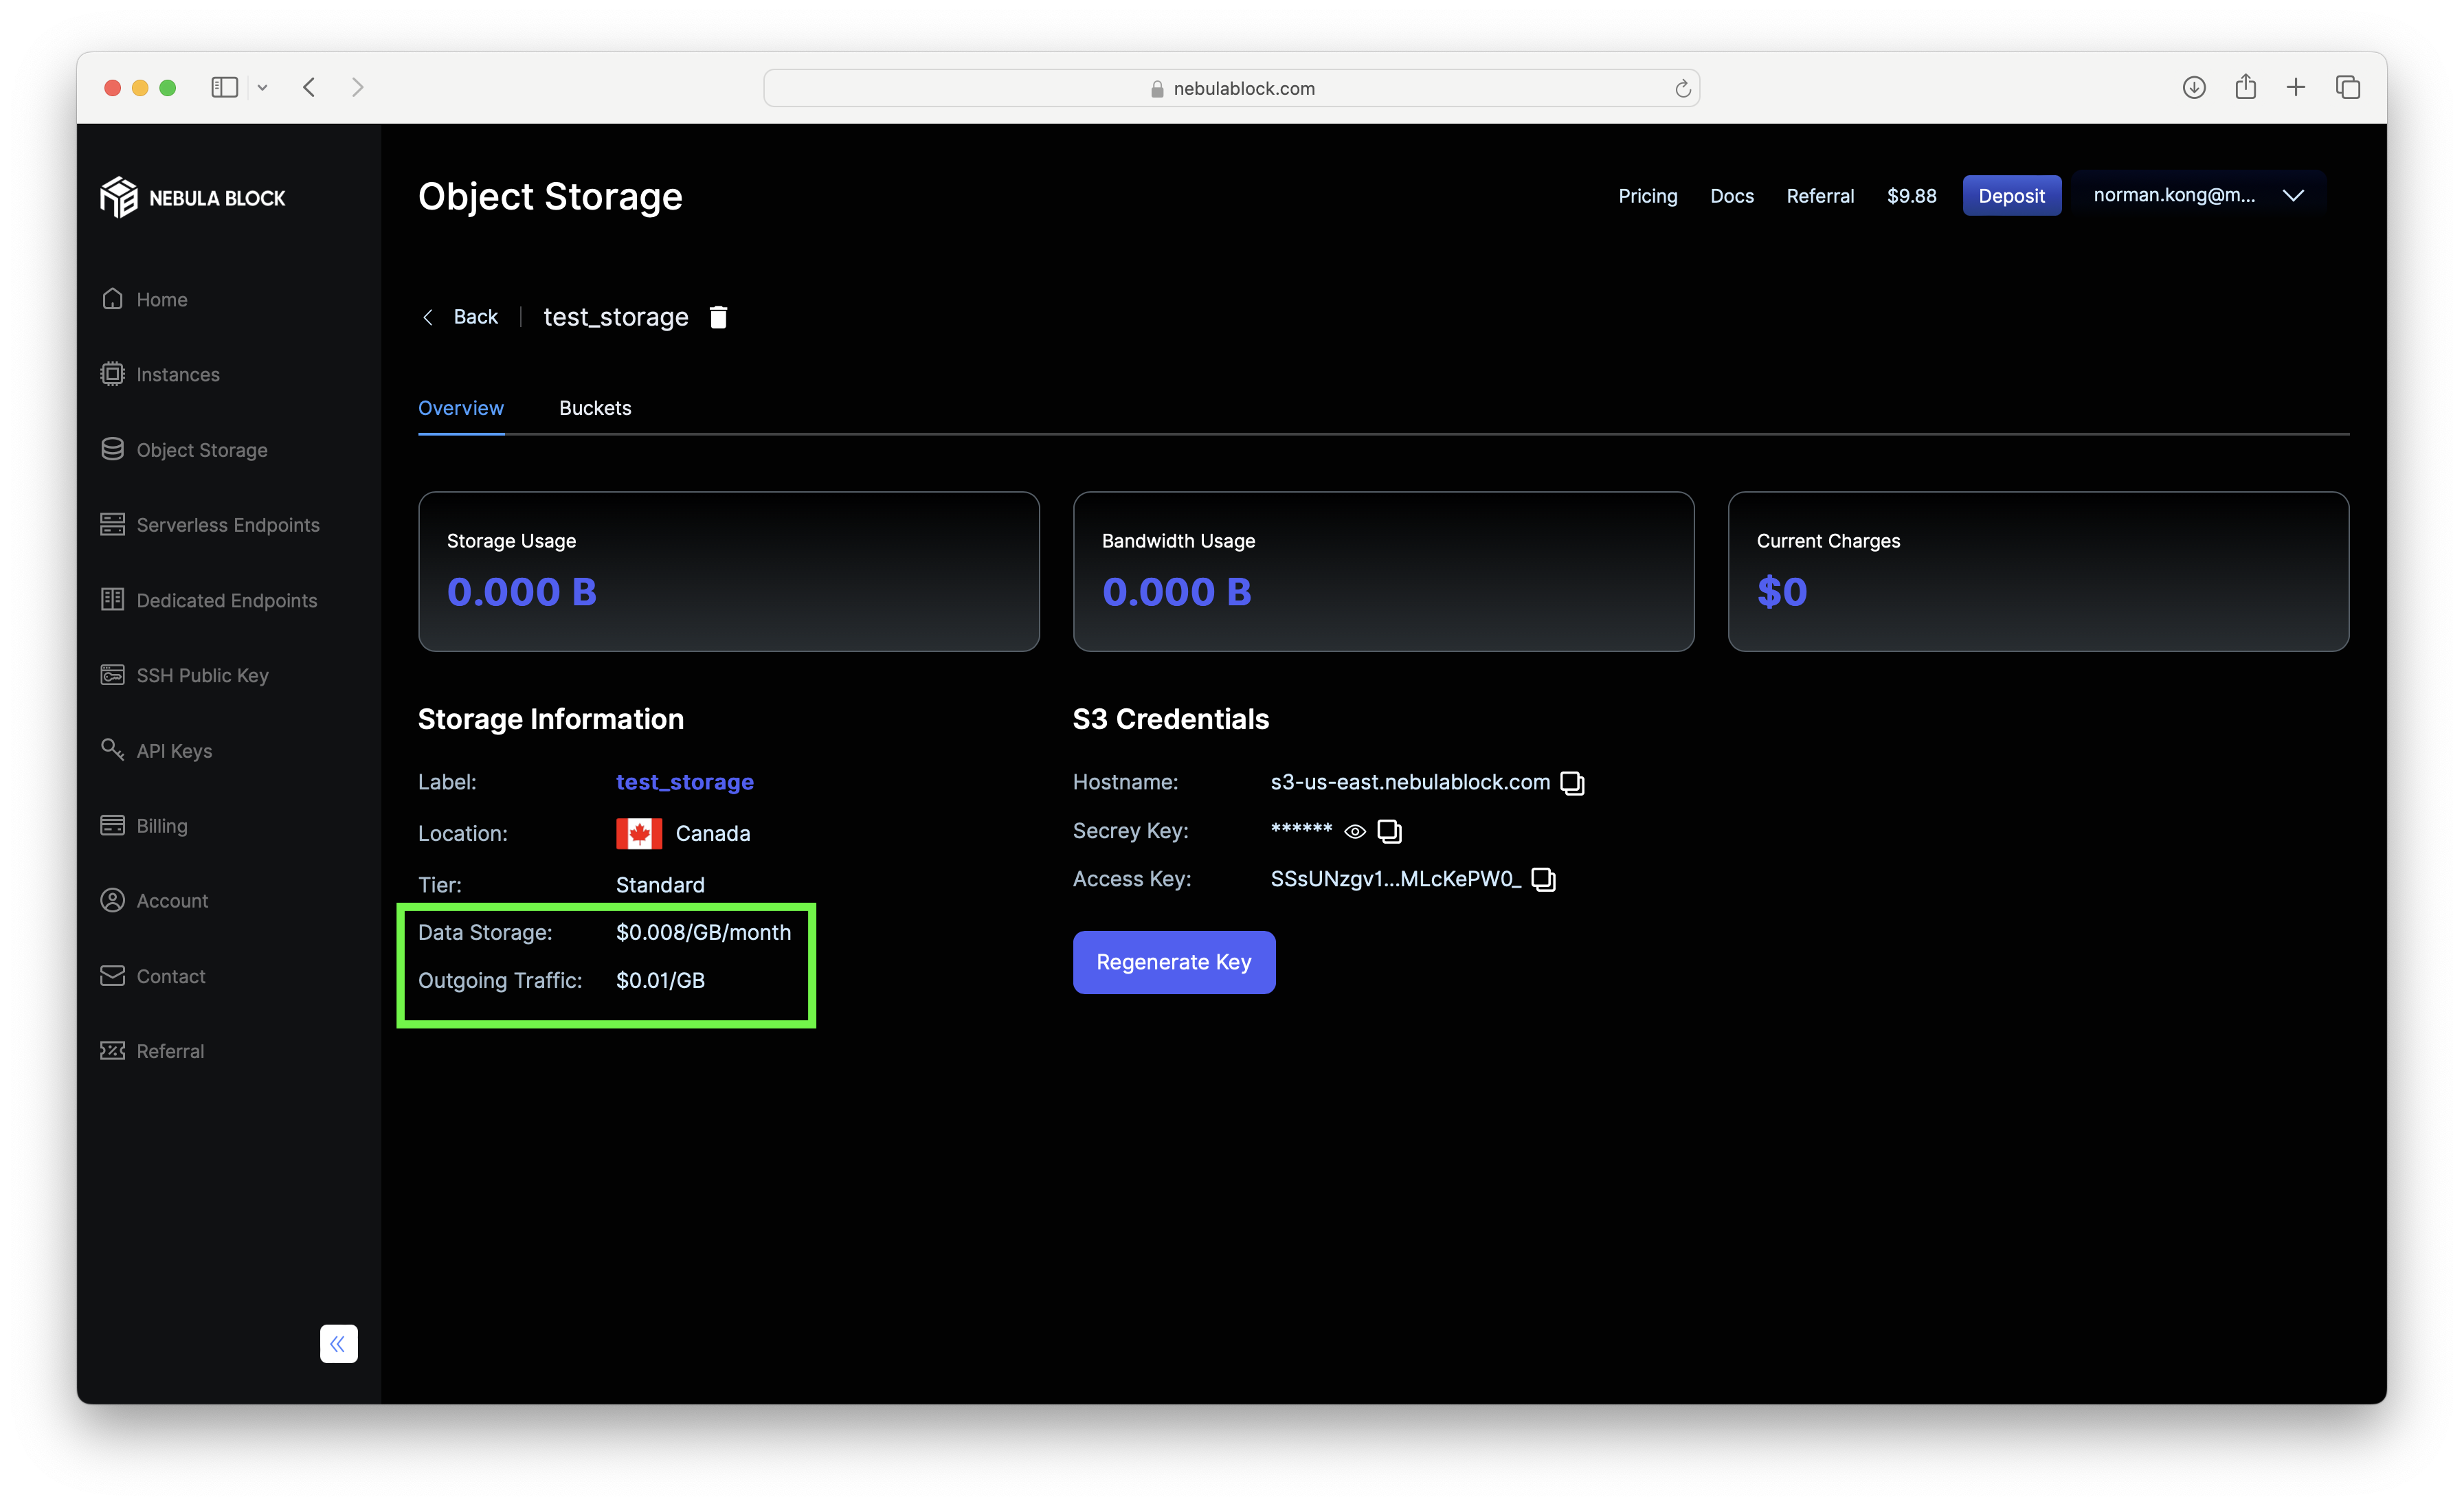 nebulablock.com
NEBULA BLOCK
Object Storage
Pricing Docs Referral $9.88 Deposit norman.kong@m...
Home
Instances
Object Storage
Serverless Endpoints
Dedicated Endpoints
SSH Public Key
API Keys
Billing
Account
Contact
Referral
Back | test_storage
Overview Buckets
Storage Usage
0.000 B
Bandwidth Usage
0.000 B
Current Charges
$0
Storage Information
Label: test_storage
Location: Canada
Tier: Standard
Data Storage: $0.008/GB/month
Outgoing Traffic: $0.01/GB
S3 Credentials
Hostname: s3-us-east.nebulablock.com
Secrey Key: ******
Access Key: SSsUNzgv1...MLcKePW0_
Regenerate Key